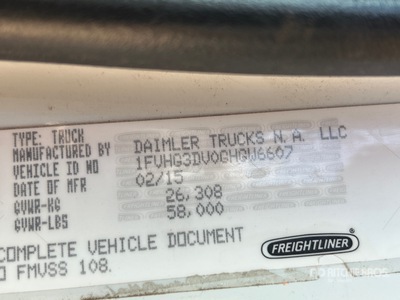 TYPE: TRUCK
MANUFACTURED BY DAIMLER TRUCKS N.A. LLC
VEHICLE ID NO 1FVHG3DV0GHGW6667
DATE OF MFR 02/15
GVWR-KG 26,308
GVWR-LBS 58,000
COMPLETE VEHICLE DOCUMENT
O FMVSS 108.
FREIGHTLINER